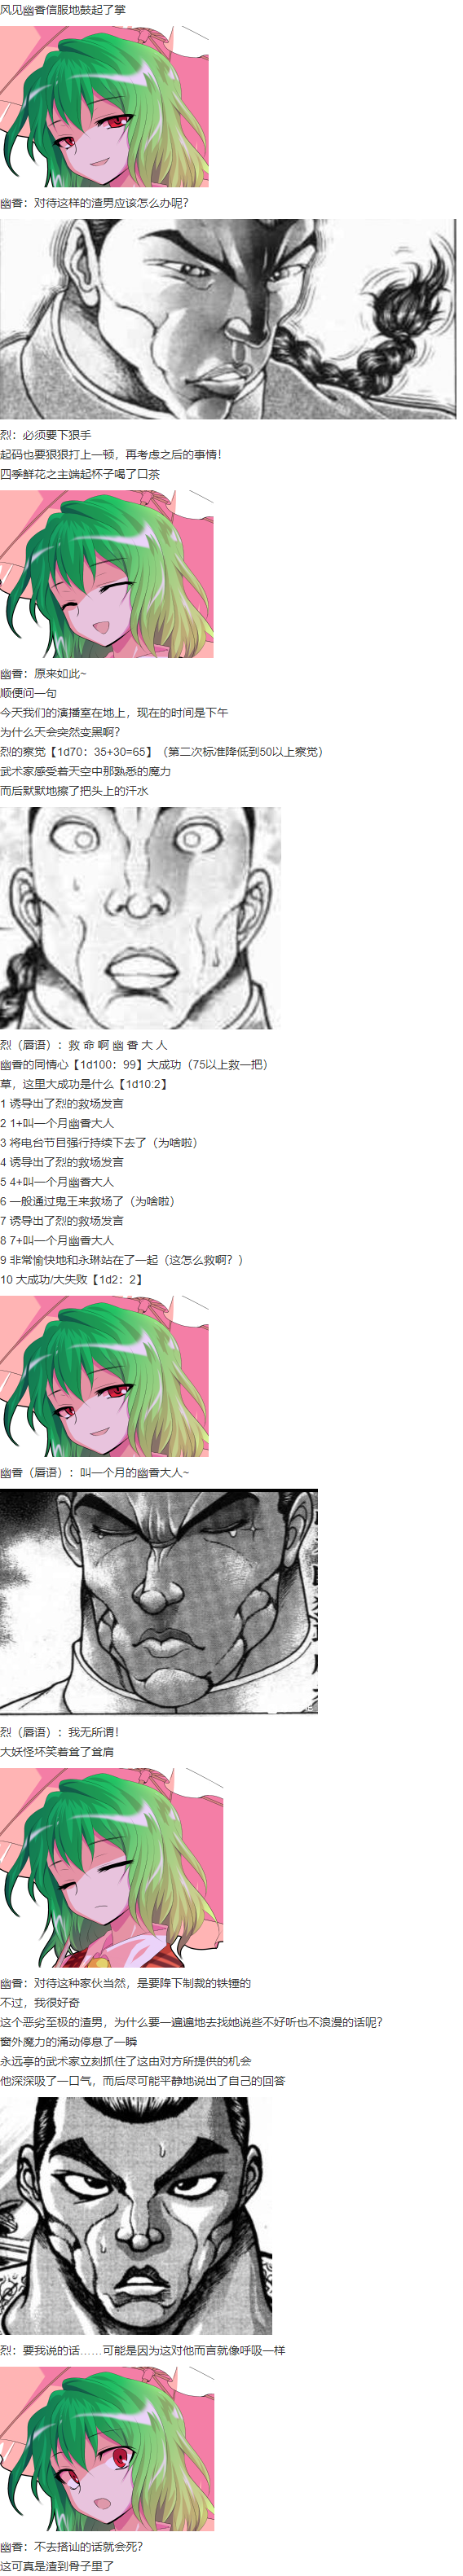 风见幽香信服地鼓起了掌
幽香：对待这样的渣男应该怎么办呢？
烈：必须要下狠手
起码也要狠狠打上一顿，再考虑之后的事情！
四季鲜花之主端起杯子喝了口茶
幽香：原来如此~
顺便问一句
今天我们的演播室在地上，现在的时间是下午
为什么天会突然变黑啊？
烈的察觉【1d70：35+30=65】（第二次标准降低到50以上察觉）
武术家感受着天空中那熟悉的魔力
而后默默地擦了把头上的汗水
烈（唇语）：救 命 啊 幽 香 大 人
幽香的同情心【1d100：99】大成功（75以上救一把）
草，这里大成功是什么【1d10:2】
1 诱导出了烈的救场发言
2 1+叫一个月幽香大人
3 将电台节目强行持续下去了（为啥啦）
4 诱导出了烈的救场发言
5 4+叫一个月幽香大人
6 一般通过鬼王来救场了（为啥啦）
7 诱导出了烈的救场发言
8 7+叫一个月幽香大人
9 非常愉快地和永琳站在了一起（这怎么救啊？）
10 大成功/大失败【1d2：2】
幽香（唇语）：叫一个月的幽香大人~
烈（唇语）：我无所谓！
大妖怪坏笑着耸了耸肩
幽香：对待这种家伙当然，是要降下制裁的铁锤的
不过，我很好奇
这个恶劣至极的渣男，为什么要一遍遍地去找她说些不好听也不浪漫的话呢？
窗外魔力的涌动停息了一瞬
永远亭的武术家立刻抓住了这由对方所提供的机会
他深深吸了一口气，而后尽可能平静地说出了自己的回答
烈：要我说的话……可能是因为这对他而言就像呼吸一样
幽香：不去搭讪的话就会死？
这可真是渣到骨子里了